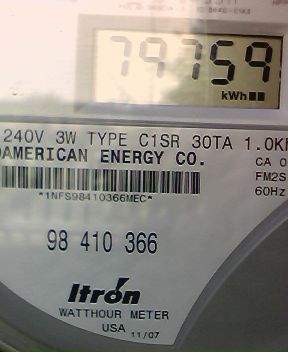 79759
kWh
240V 3W TYPE C1SR 30TA 1.0K
AMERICAN ENERGY CO.
CA 0
FM2S
60Hz
*1NFS98410366MEC*
98 410 366
Itrón
WATTHOUR METER
USA 11/07